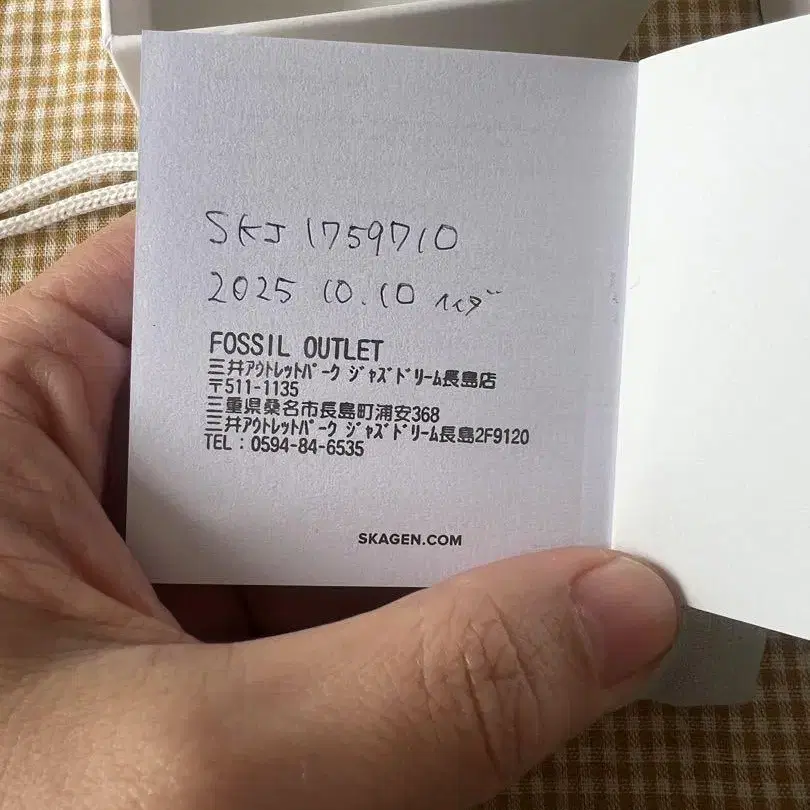 SKJ 1759710
2025 10.10
FOSSIL OUTLET
三井ｱｳﾄﾚｯﾄﾊﾟｰｸ ｼﾞｬｽﾞﾄﾞﾘｰﾑ長島店
〒511-1135
三重県桑名市長島町浦安368
三井ｱｳﾄﾚｯﾄﾊﾟｰｸ ｼﾞｬｽﾞﾄﾞﾘｰﾑ長島2F9120
TEL : 0594-84-6535
SKAGEN.COM